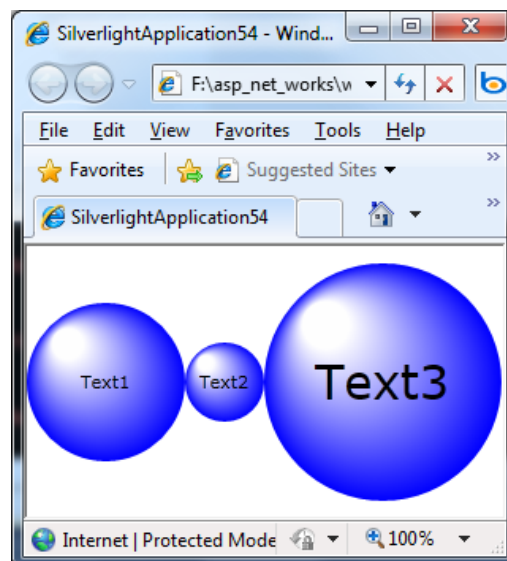 SilverlightApplication54 - Wind...
F:\asp_net_works\w
File Edit View Favorites Tools Help
Favorites Suggested Sites
SilverlightApplication54
Text1 Text2 Text3
Internet | Protected Mode 100%